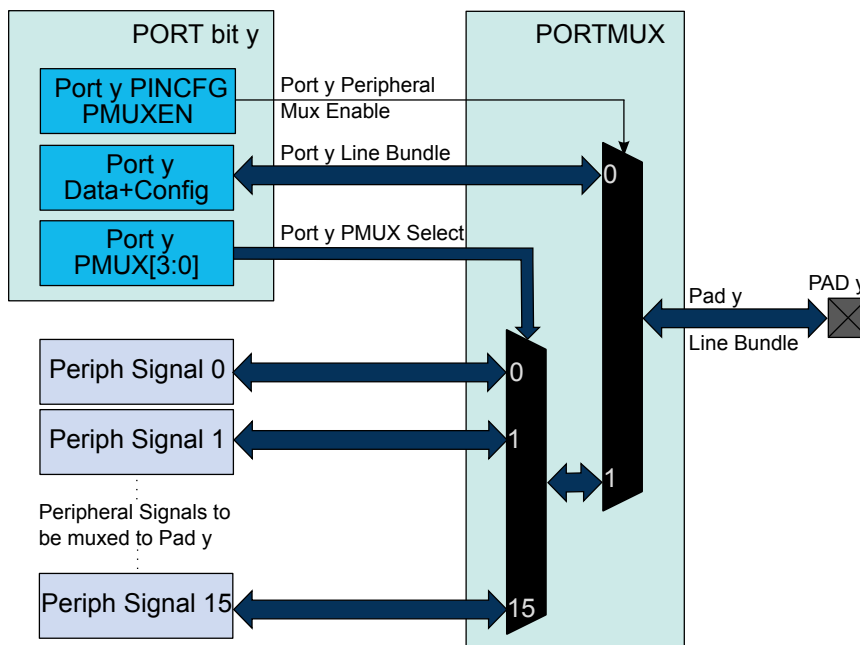 PORT bit y
PORTMUX
Port y PINCFG
PMUXEN
Port y Peripheral
Mux Enable
Port y
Data+Config
Port y Line Bundle
0
Port y
PMUX[3:0]
Port y PMUX Select
Pad y
Line Bundle
PAD y
Periph Signal 0
0
Periph Signal 1
1
1
Peripheral Signals to
be muxed to Pad y
Periph Signal 15
15